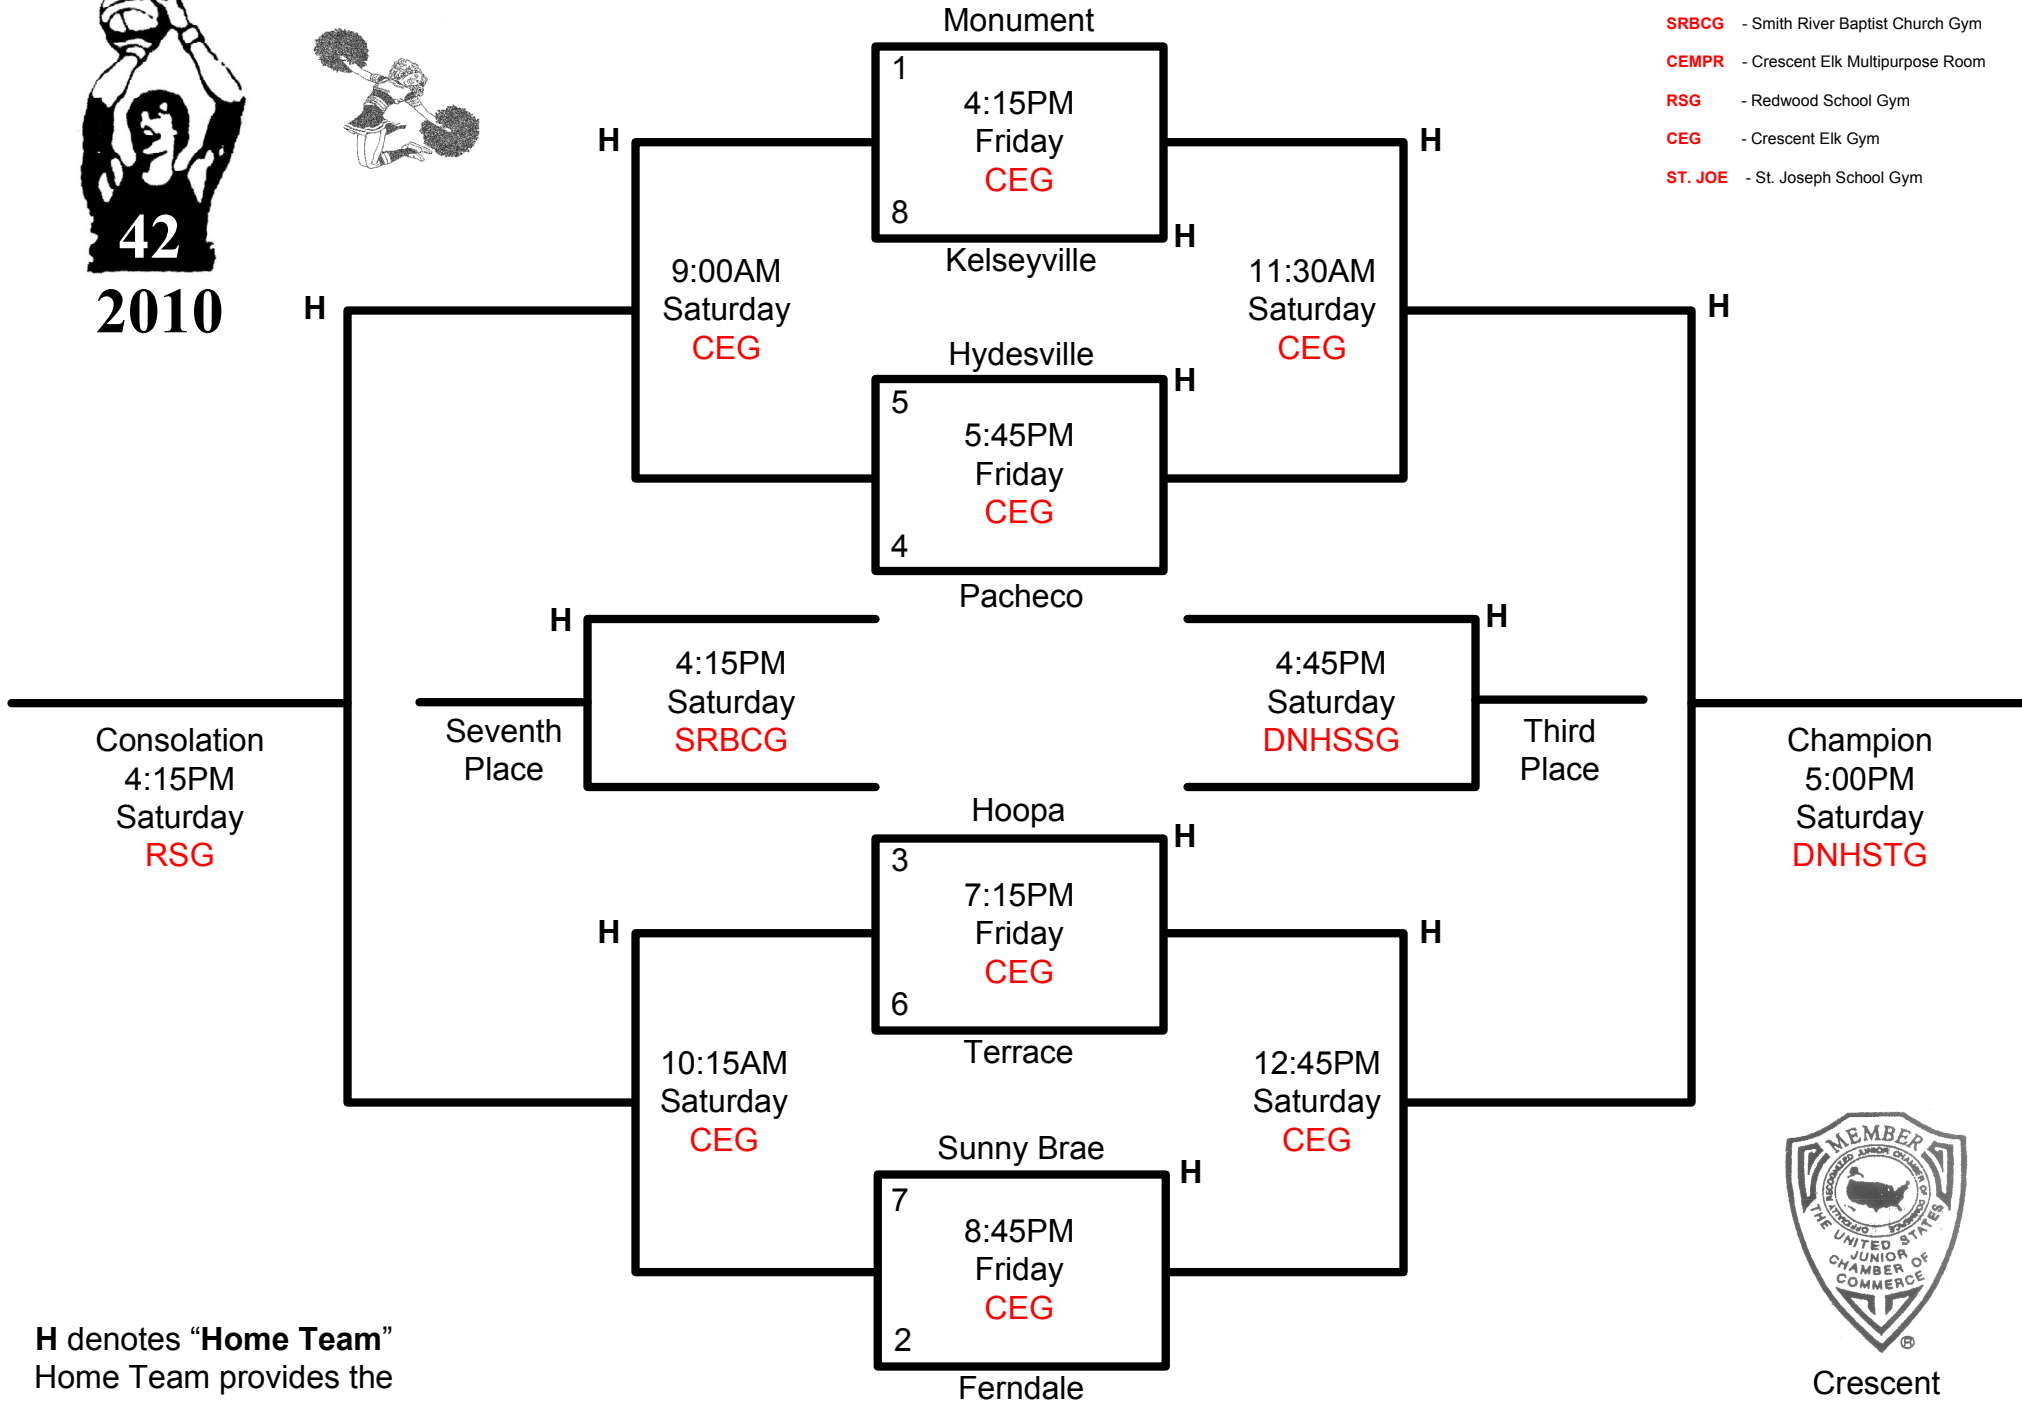 42
2010
SRBCG - Smith River Baptist Church Gym
CEMPR - Crescent Elk Multipurpose Room
RSG - Redwood School Gym
CEG - Crescent Elk Gym
ST. JOE - St. Joseph School Gym
Monument
1
4:15PM
Friday
CEG
8
H
Kelseyville
H
H
9:00AM
Saturday
CEG
11:30AM
Saturday
CEG
H
H
Hydesville
H
5
5:45PM
Friday
CEG
4
Pacheco
H
4:15PM
Saturday
SRBCG
Seventh
Place
H
4:45PM
Saturday
DNHSSG
Third
Place
Consolation
4:15PM
Saturday
RSG
Champion
5:00PM
Saturday
DNHSTG
Hoopa
H
3
7:15PM
Friday
CEG
6
Terrace
H
H
10:15AM
Saturday
CEG
12:45PM
Saturday
CEG
Sunny Brae
H
7
8:45PM
Friday
CEG
2
Ferndale
H denotes “Home Team”
Home Team provides the
MEMBER
OFFICIALLY RECOGNIZED JUNIOR CHAMBER OF COMMERCE
THE UNITED STATES
JUNIOR
CHAMBER OF
COMMERCE
®
Crescent